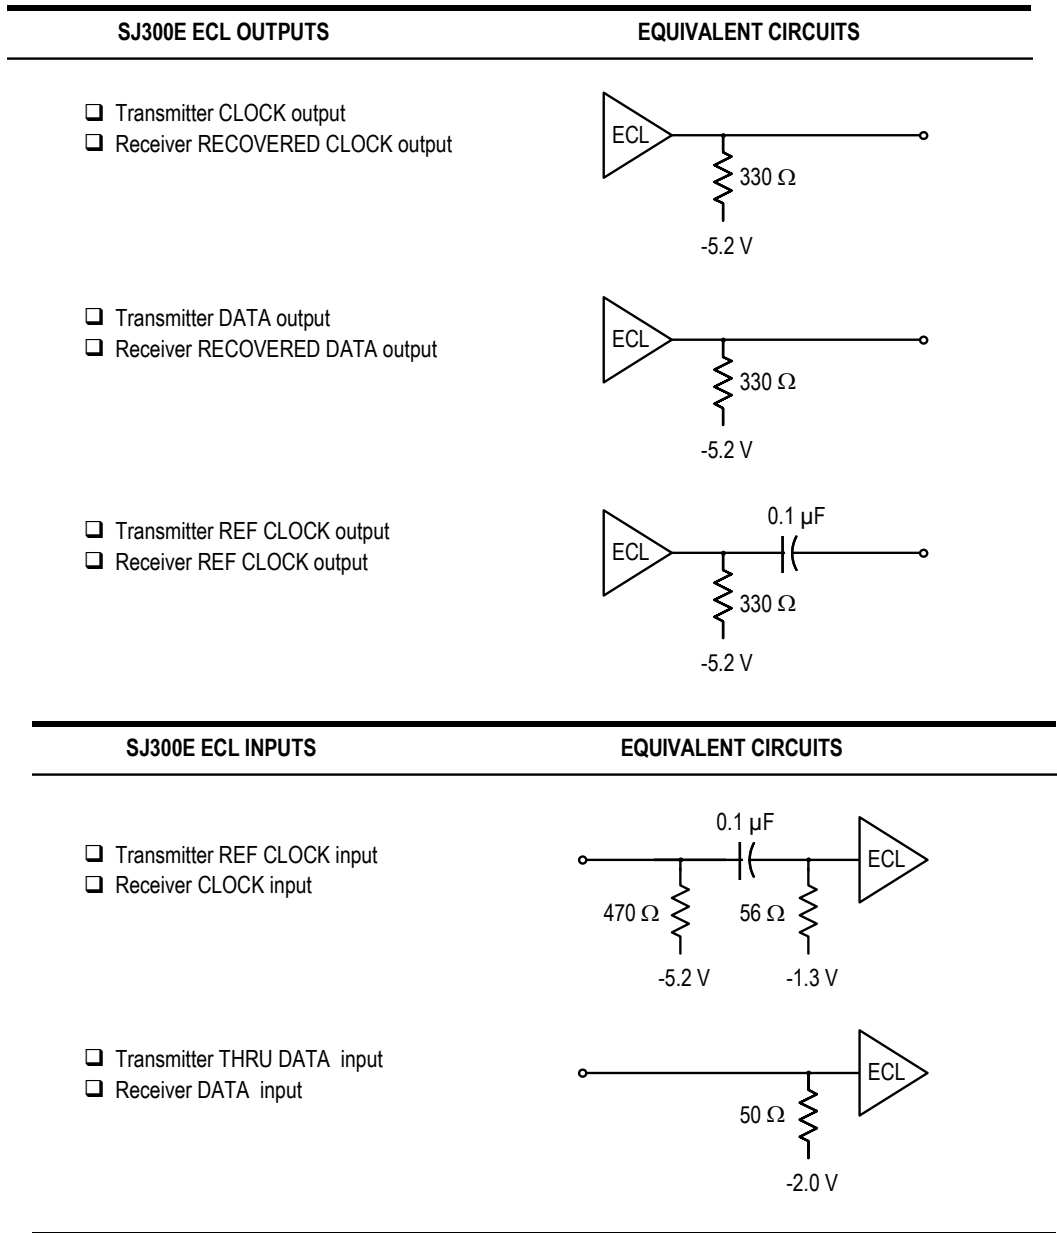 SJ300E ECL OUTPUTS EQUIVALENT CIRCUITS
❑ Transmitter CLOCK output
❑ Receiver RECOVERED CLOCK output
ECL
330 Ω
-5.2 V
❑ Transmitter DATA output
❑ Receiver RECOVERED DATA output
ECL
330 Ω
-5.2 V
❑ Transmitter REF CLOCK output
❑ Receiver REF CLOCK output
0.1 µF
ECL
330 Ω
-5.2 V
SJ300E ECL INPUTS EQUIVALENT CIRCUITS
❑ Transmitter REF CLOCK input
❑ Receiver CLOCK input
0.1 µF
ECL
470 Ω 56 Ω
-5.2 V -1.3 V
❑ Transmitter THRU DATA input
❑ Receiver DATA input
ECL
50 Ω
-2.0 V